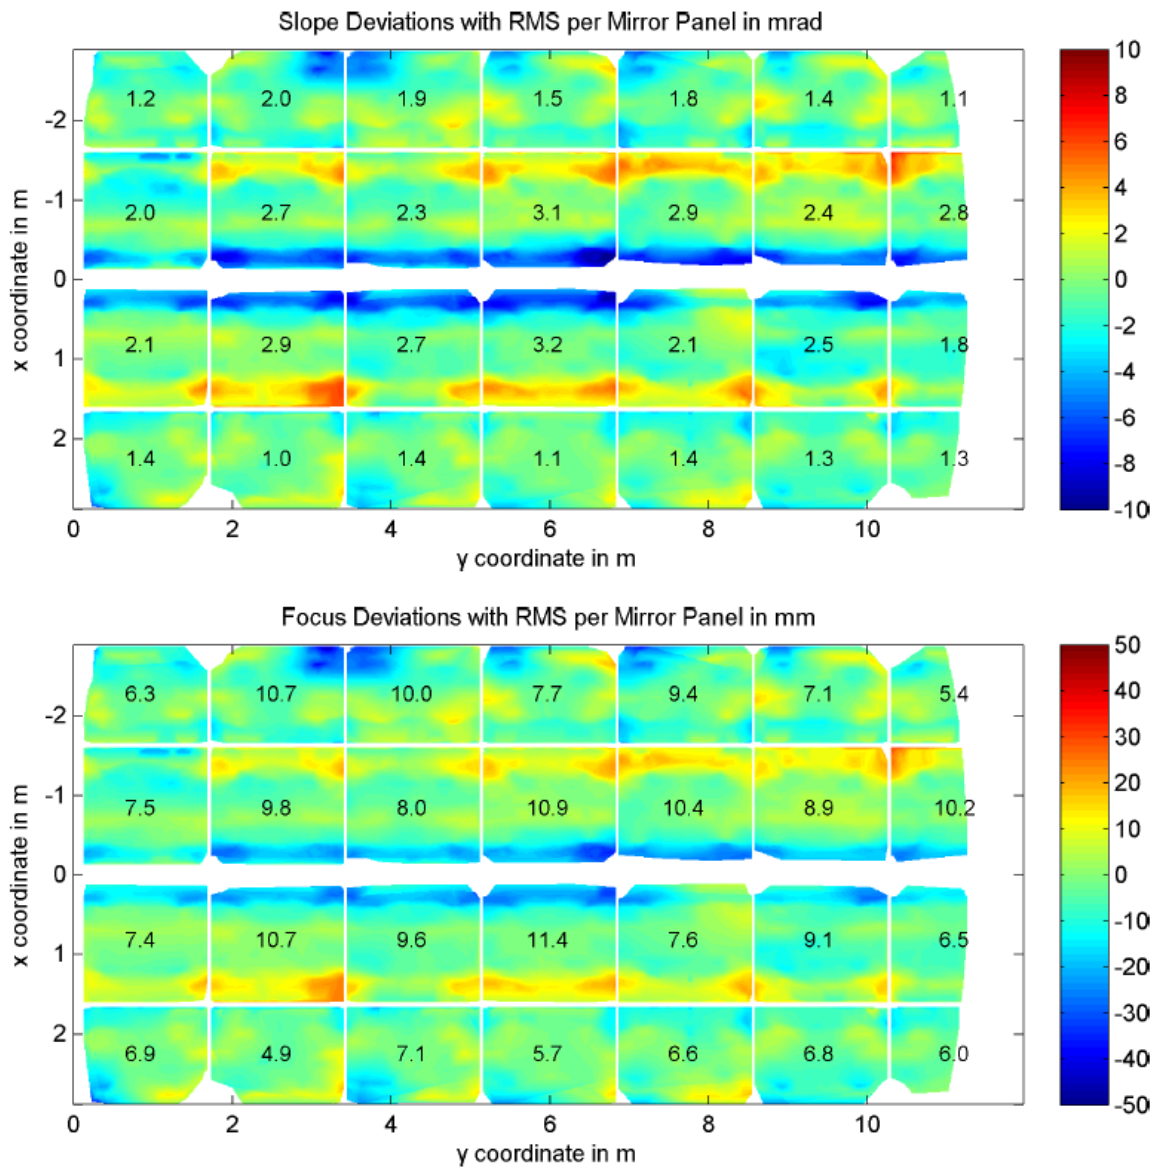 Slope Deviations with RMS per Mirror Panel in mrad
1.2 2.0 1.9 1.5 1.8 1.4 1.1
2.0 2.7 2.3 3.1 2.9 2.4 2.8
2.1 2.9 2.7 3.2 2.1 2.5 1.8
1.4 1.0 1.4 1.1 1.4 1.3 1.3
-2
-1
0
1
2
x coordinate in m
0 2 4 6 8 10
y coordinate in m
10
8
6
4
2
0
-2
-4
-6
-8
-10
Focus Deviations with RMS per Mirror Panel in mm
6.3 10.7 10.0 7.7 9.4 7.1 5.4
7.5 9.8 8.0 10.9 10.4 8.9 10.2
7.4 10.7 9.6 11.4 7.6 9.1 6.5
6.9 4.9 7.1 5.7 6.6 6.8 6.0
-2
-1
0
1
2
x coordinate in m
0 2 4 6 8 10
y coordinate in m
50
40
30
20
10
0
-10
-20
-30
-40
-50